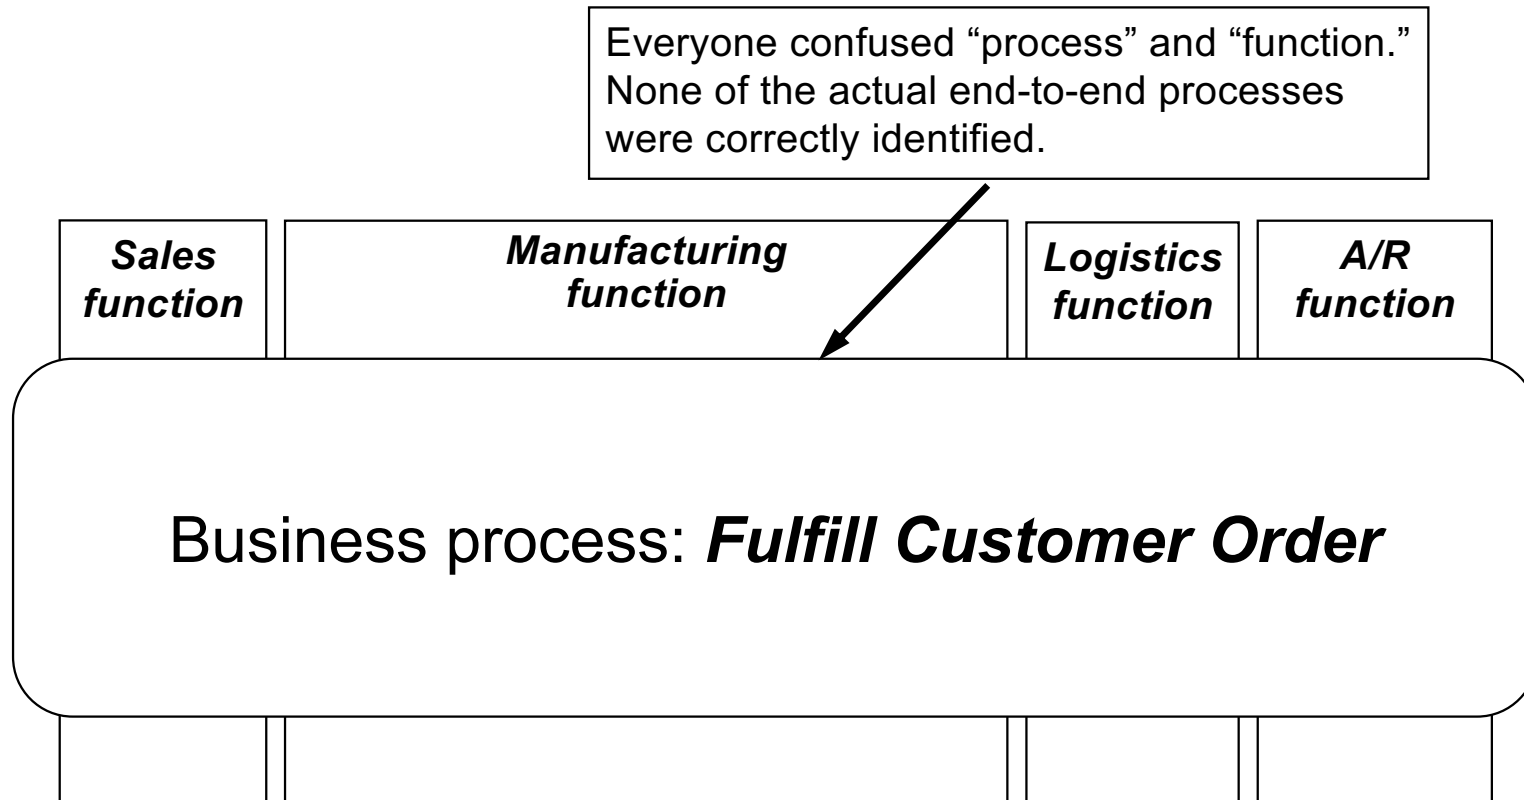 Everyone confused “process” and “function.”
None of the actual end-to-end processes
were correctly identified.
Sales
function
Manufacturing
function
Logistics
function
A/R
function
Business process: Fulfill Customer Order